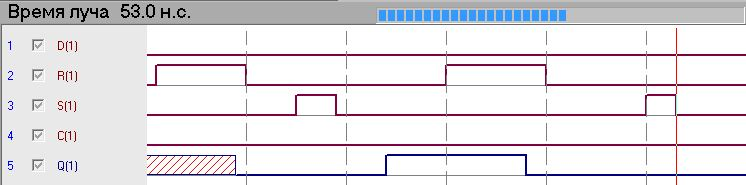 Время луча 53.0 н.с.
1 D(1)
2 R(1)
3 S(1)
4 C(1)
5 Q(1)